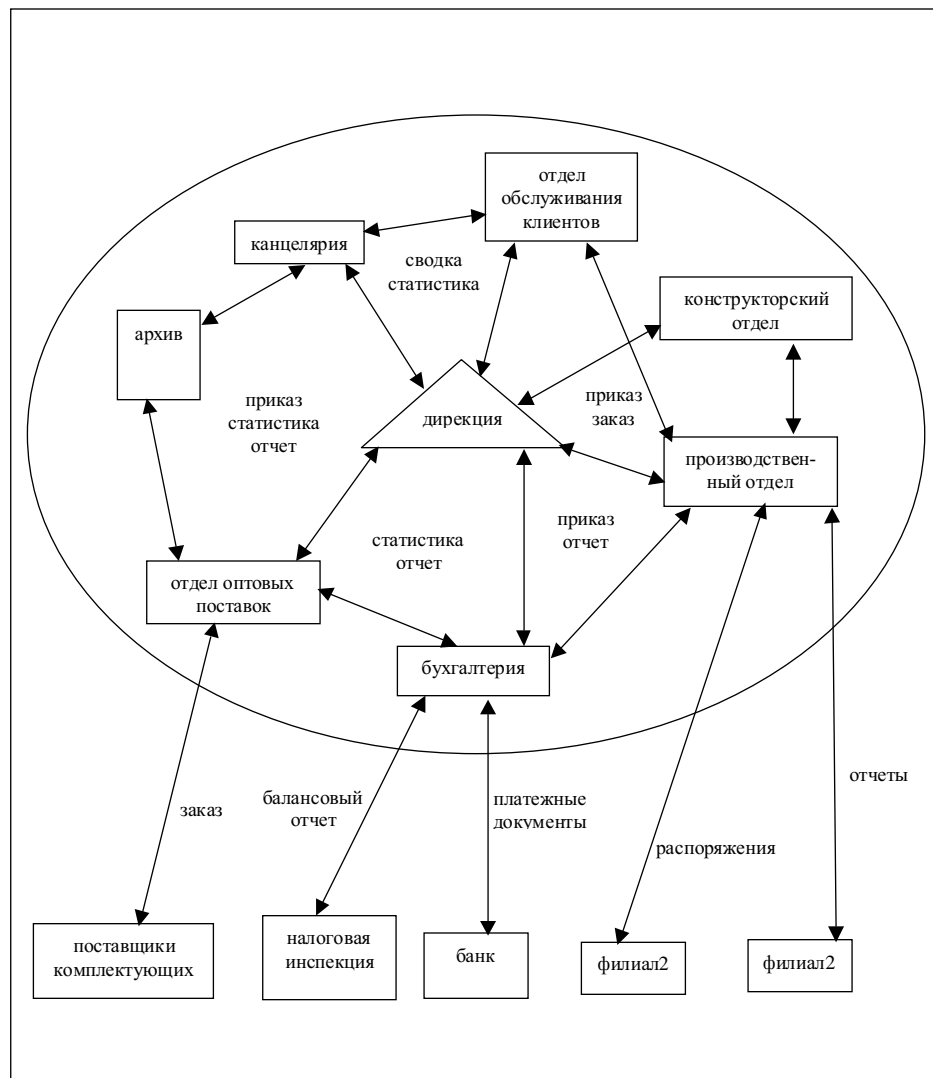 отдел
обслуживания
клиентов
канцелярия
сводка
статистика
конструкторский
отдел
архив
приказ
статистика
отчет
дирекция
приказ
заказ
производствен-
ный отдел
статистика
отчет
приказ
отчет
отдел оптовых
поставок
бухгалтерия
заказ
балансовый
отчет
платежные
документы
распоряжения
отчеты
поставщики
комплектующих
налоговая
инспекция
банк
филиал2
филиал2